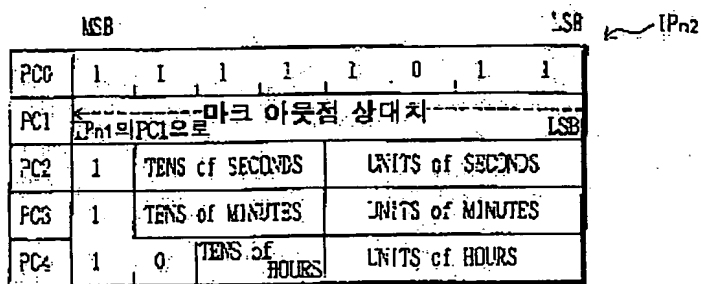 MSB LSB IPn2
PC0 1 1 1 1 1 0 1 1
PC1 마크 아웃점 상대치
IPn1의 PC1으로 LSB
PC2 1 TENS of SECONDS UNITS of SECONDS
PC3 1 TENS of MINUTES UNITS of MINUTES
PC4 1 0 TENS of HOURS UNITS of HOURS